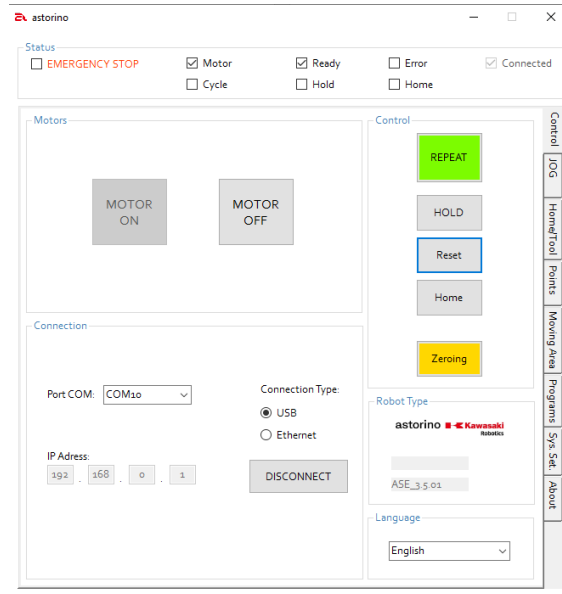 astorino
Status
EMERGENCY STOP
Motor
Ready
Error
Connected
Cycle
Hold
Home
Motors
MOTOR
ON
MOTOR
OFF
Control
REPEAT
HOLD
Reset
Home
Zeroing
Connection
Port COM:
COM10
Connection Type:
USB
Ethernet
IP Adress:
192 . 168 . 0 . 1
DISCONNECT
Robot Type
astorino Kawasaki
Robotics
ASE_3.5.01
Language
English
Control
JOG
Home/Tool
Points
Moving Area
Programs
Sys. Set.
About